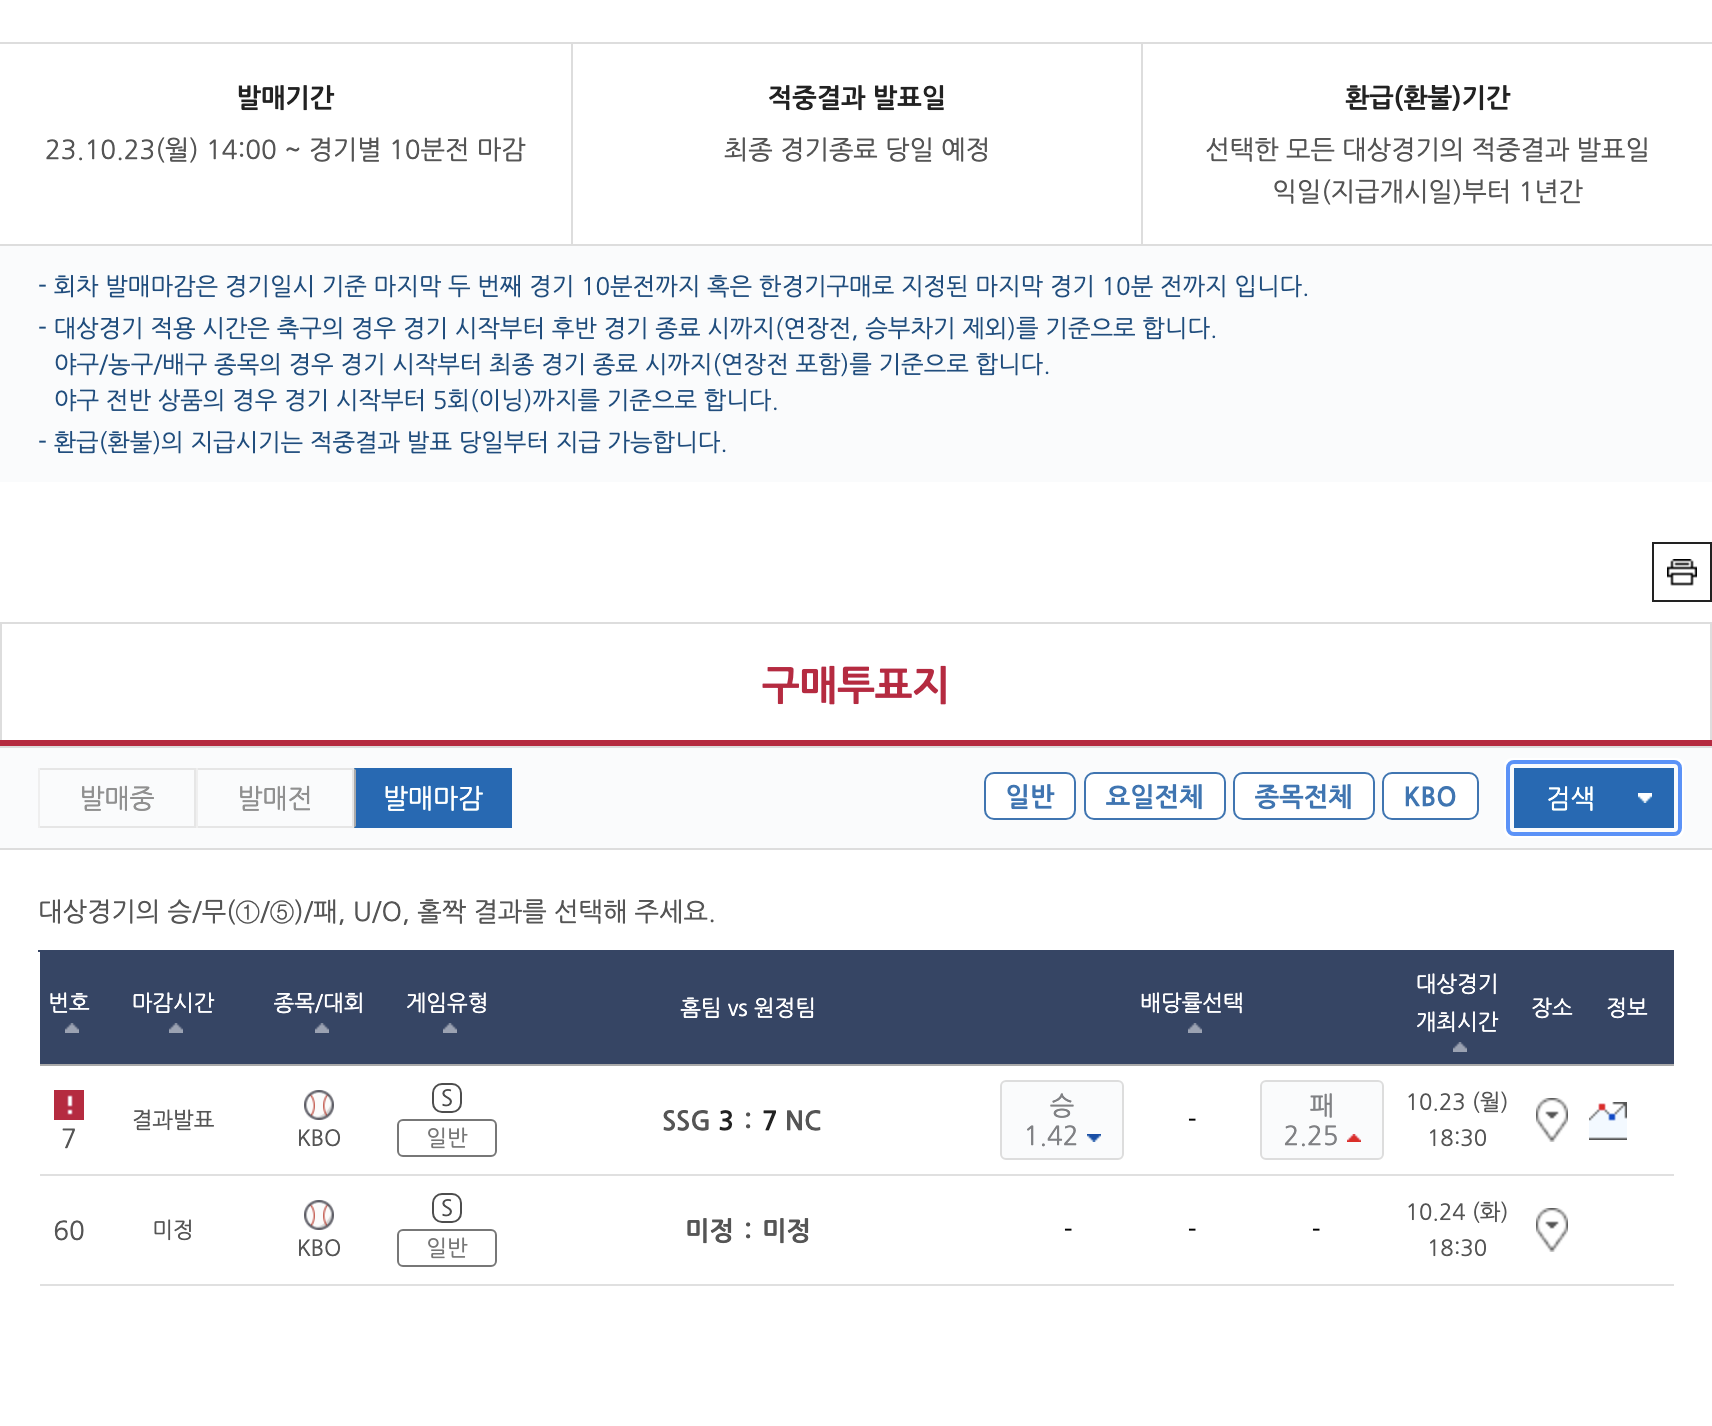 발매기간
23.10.23(월) 14:00 ~ 경기별 10분전 마감
적중결과 발표일
최종 경기종료 당일 예정
환급(환불)기간
선택한 모든 대상경기의 적중결과 발표일
익일(지급개시일)부터 1년간
- 회차 발매마감은 경기일시 기준 마지막 두 번째 경기 10분전까지 혹은 한경기구매로 지정된 마지막 경기 10분 전까지 입니다.
- 대상경기 적용 시간은 축구의 경우 경기 시작부터 후반 경기 종료 시까지(연장전, 승부차기 제외)를 기준으로 합니다.
야구/농구/배구 종목의 경우 경기 시작부터 최종 경기 종료 시까지(연장전 포함)를 기준으로 합니다.
야구 전반 상품의 경우 경기 시작부터 5회(이닝)까지를 기준으로 합니다.
- 환급(환불)의 지급시기는 적중결과 발표 당일부터 지급 가능합니다.
구매투표지
발매중 발매전 발매마감 일반 요일전체 종목전체 KBO 검색
대상경기의 승/무(①/⑤)/패, U/O, 홀짝 결과를 선택해 주세요.
번호 마감시간 종목/대회 게임유형 홈팀 vs 원정팀 배당률선택 대상경기 개최시간 장소 정보
7 결과발표 KBO S 일반 SSG 3 : 7 NC 승 1.42 - 패 2.25 10.23 (월) 18:30
60 미정 KBO S 일반 미정 : 미정 - - - 10.24 (화) 18:30